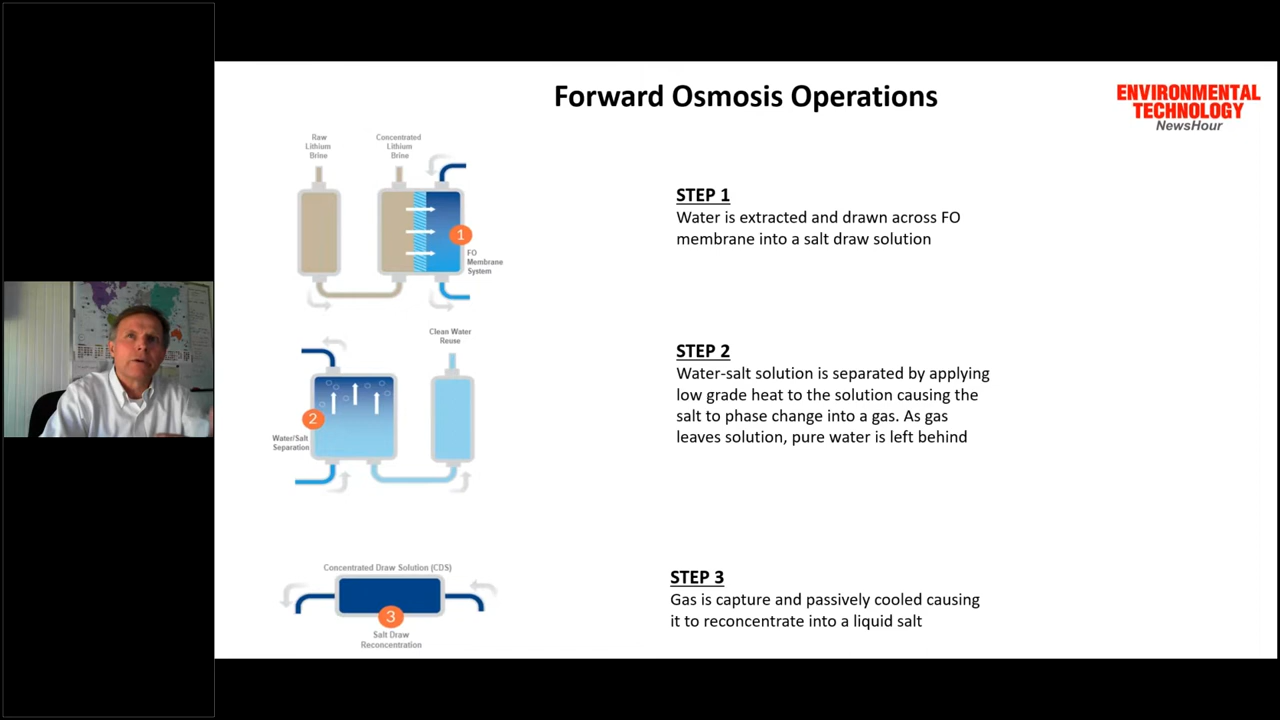 Forward Osmosis Operations
ENVIRONMENTAL
TECHNOLOGY
NewsHour
Raw
Lithium
Brine
Concentrated
Lithium
Brine
1
FO
Membrane
System
STEP 1
Water is extracted and drawn across FO
membrane into a salt draw solution
Clean Water
Reuse
2
Water/Salt
Separation
STEP 2
Water-salt solution is separated by applying
low grade heat to the solution causing the
salt to phase change into a gas. As gas
leaves solution, pure water is left behind
Concentrated Draw Solution (CDS)
3
Salt Draw
Reconcentration
STEP 3
Gas is capture and passively cooled causing
it to reconcentrate into a liquid salt